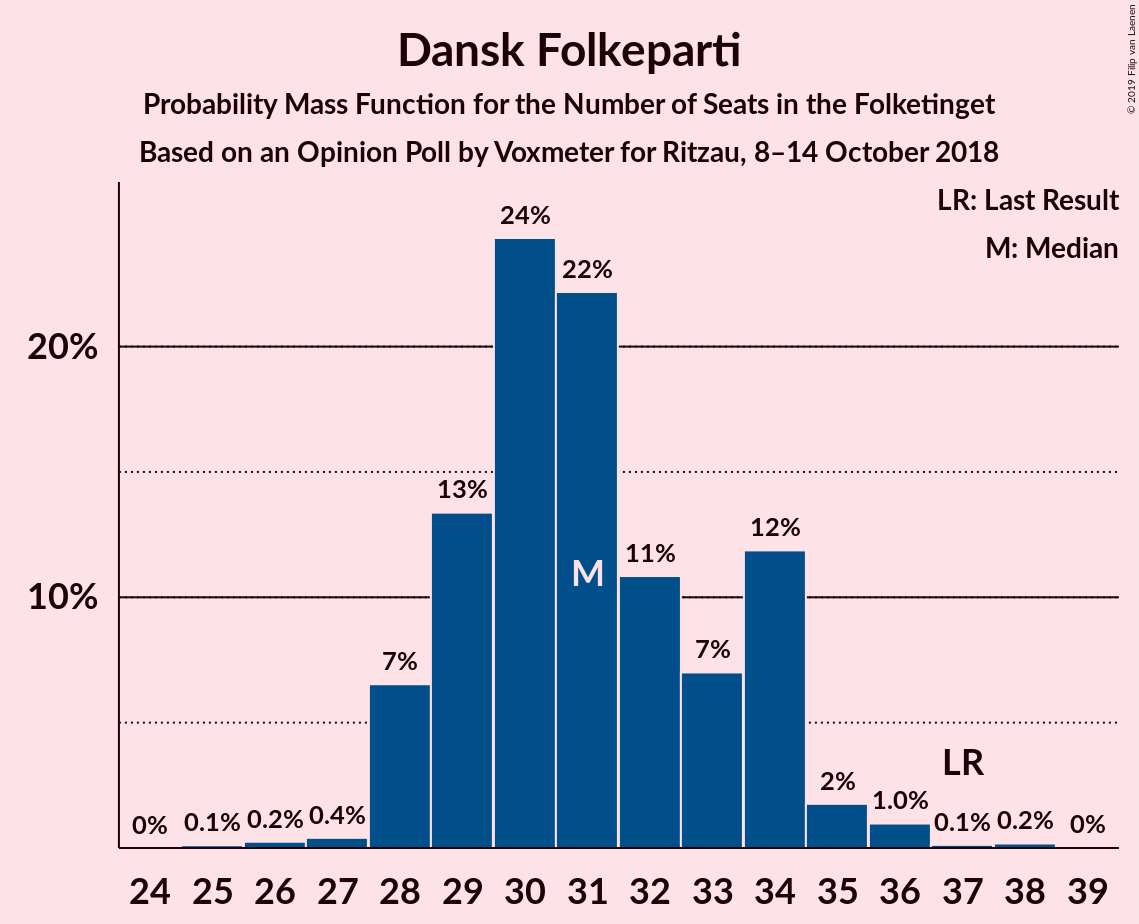 Dansk Folkeparti
Probability Mass Function for the Number of Seats in the Folketinget
Based on an Opinion Poll by Voxmeter for Ritzau, 8–14 October 2018
© 2019 Filip van Laenen
LR: Last Result
M: Median
20%
10%
0%
0.1%
0.2%
0.4%
7%
13%
24%
22%
M
11%
7%
12%
2%
1.0%
LR
0.1%
0.2%
0%
24 25 26 27 28 29 30 31 32 33 34 35 36 37 38 39